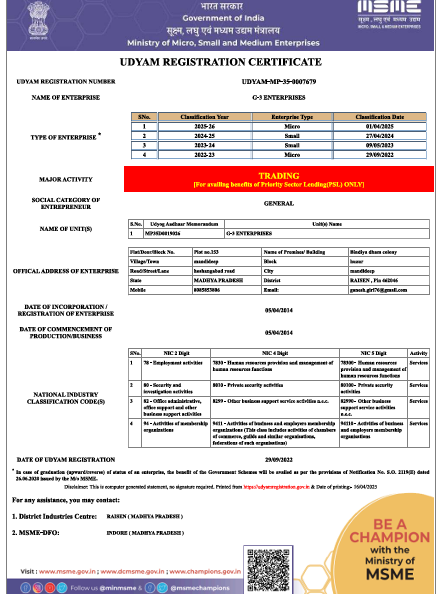 भारत सरकार
Government of India
सूक्ष्म, लघु एवं मध्यम उद्यम मंत्रालय
Ministry of Micro, Small and Medium Enterprises
MSME
सूक्ष्म, लघु एवं मध्यम उद्यम
MICRO, SMALL & MEDIUM ENTERPRISES
UDYAM REGISTRATION CERTIFICATE
UDYAM REGISTRATION NUMBER UDYAM-MP-35-0007679
NAME OF ENTERPRISE G-3 ENTERPRISES
TYPE OF ENTERPRISE *
SNo. Classification Year Enterprise Type Classification Date
1 2025-26 Micro 01/04/2025
2 2024-25 Small 27/04/2024
3 2023-24 Small 09/05/2023
4 2022-23 Micro 29/09/2022
MAJOR ACTIVITY TRADING
[For availing benefits of Priority Sector Lending(PSL) ONLY]
SOCIAL CATEGORY OF ENTREPRENEUR GENERAL
NAME OF UNIT(S)
S.No. Udyog Aadhaar Memorandum Unit(s) Name
1 MP35D0019026 G-3 ENTERPRISES
OFFICAL ADDRESS OF ENTERPRISE
Flat/Door/Block No. Plot no.153 Name of Premises/ Building Bindiya dham colony
Village/Town mandideep Block huzur
Road/Street/Lane hoshangabad road City mandideep
State MADHYA PRADESH District RAISEN , Pin 462046
Mobile Email:
DATE OF INCORPORATION / REGISTRATION OF ENTERPRISE 05/04/2014
DATE OF COMMENCEMENT OF PRODUCTION/BUSINESS 05/04/2014
NATIONAL INDUSTRY CLASSIFICATION CODE(S)
SNo. NIC 2 Digit NIC 4 Digit NIC 5 Digit Activity
1 78 - Employment activities 7830 - Human resources provision and management of human resources functions 78300 - Human resources provision and management of human resources functions Services
2 80 - Security and investigation activities 8010 - Private security activities 80100 - Private security activities Services
3 82 - Office administrative, office support and other business support activities 8299 - Other business support service activities n.e.c. 82990 - Other business support service activities n.e.c. Services
4 94 - Activities of membership organizations 9411 - Activities of business and employers membership organizations (This class includes activities of chambers of commerce, guilds and similar organisations, federations of such organisations) 94110 - Activities of business and employers membership organisations Services
DATE OF UDYAM REGISTRATION 29/09/2022
* In case of graduation (upward/reverse) of status of an enterprise, the benefit of the Government Schemes will be availed as per the provisions of Notification No. S.O. 2119(E) dated
26.06.2020 issued by the M/o MSME.
Disclaimer: This is computer generated statement, no signature required. Printed from https://udyamregistration.gov.in & Date of printing:- 16/04/2025
For any assistance, you may contact:
1. District Industries Centre: RAISEN ( MADHYA PRADESH )
2. MSME-DFO: INDORE ( MADHYA PRADESH )
BE A
CHAMPION
with the
Ministry of
MSME
Visit : www.msme.gov.in ; www.dcmsme.gov.in ; www.champions.gov.in
Follow us @minmsme & @msmechampions